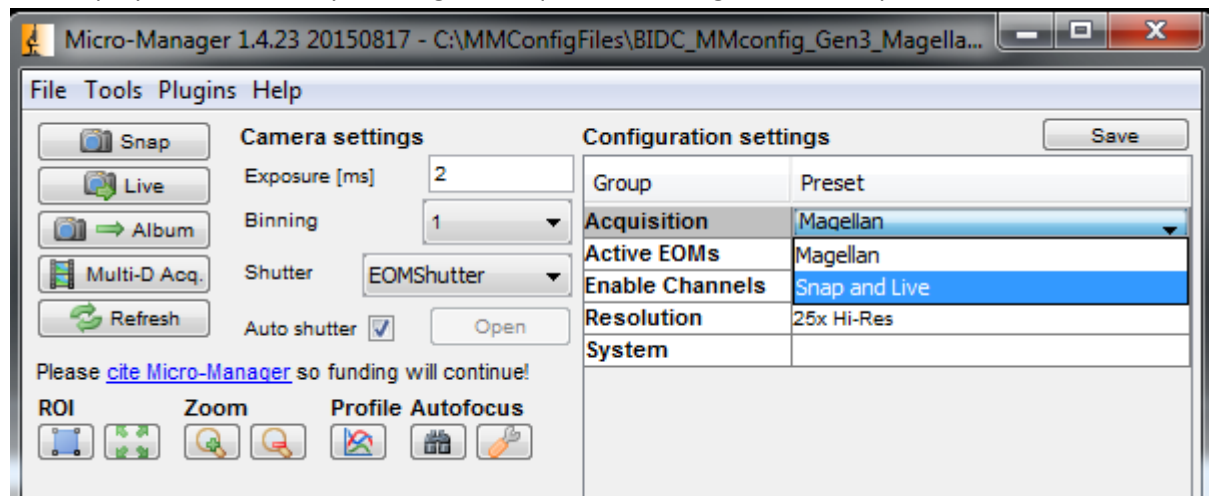 Micro-Manager 1.4.23 20150817 - C:\MMConfigFiles\BIDC_MMconfig_Gen3_Magella...
File Tools Plugins Help
Snap
Live
Album
Multi-D Acq.
Refresh
Camera settings
Exposure [ms] 2
Binning 1
Shutter EOMShutter
Auto shutter Open
Please cite Micro-Manager so funding will continue!
ROI Zoom Profile Autofocus
Configuration settings Save
Group Preset
Acquisition Magellan
Active EOMs Magellan
Enable Channels Snap and Live
Resolution 25x Hi-Res
System